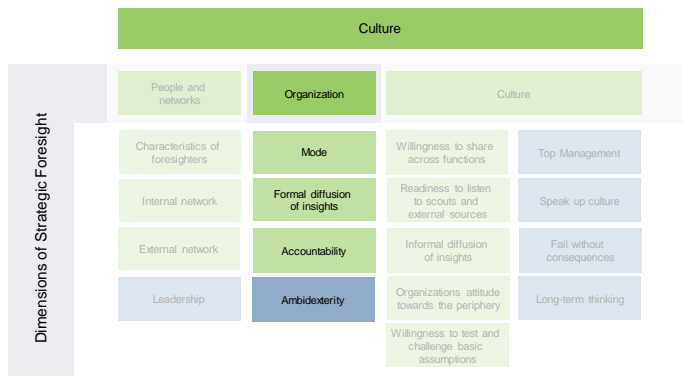 Culture
Dimensions of Strategic Foresight
People and
networks
Organization
Culture
Characteristics of
foresighters
Mode
Willingness to share
across functions
Top Management
Internal network
Formal diffusion
of insights
Readiness to listen
to scouts and
external sources
Speak up culture
External network
Accountability
Informal diffusion
of insights
Fail without
consequences
Leadership
Ambidexterity
Organizations attitude
towards the periphery
Long-term thinking
Willingness to test and
challenge basic
assumptions